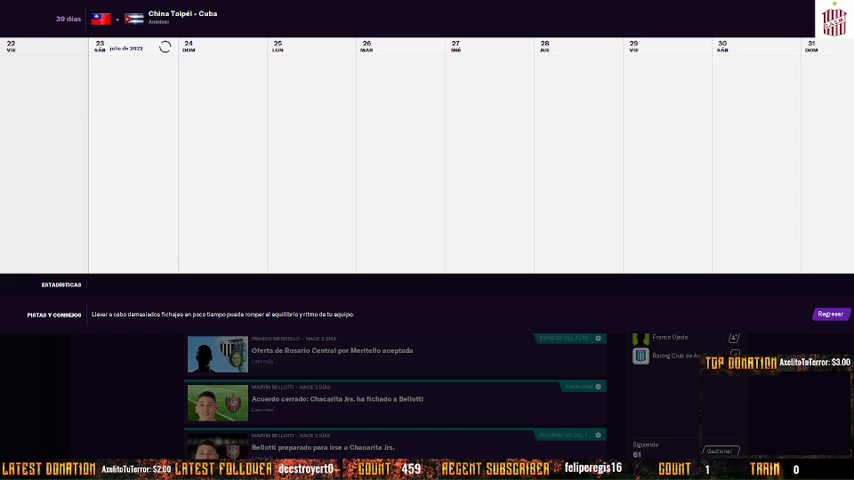 39 días
China Taipéi - Cuba
Amistoso
22 VIE
23 SÁB julio de 2022
24 DOM
25 LUN
26 MAR
27 MIÉ
28 JUE
29 VIE
30 SÁB
31 DOM
ESTADÍSTICAS
PISTAS Y CONSEJOS
Llevar a cabo demasiados fichajes en poco tiempo puede romper el equilibrio y ritmo de tu equipo.
Regresar
FRANCO MERITELLO - HACE 3 DÍAS
Oferta de Rosario Central por Meritello aceptada
Leer más...
Franco Ojeda
Racing Club de Av
TOP DONATION AxelitoTuTerror: $3.00
MARTÍN BELLOTTI - HACE 3 DÍAS
Acuerdo cerrado: Chacarita Jrs. ha fichado a Bellotti
Leer más...
MARTÍN BELLOTTI - HACE 3 DÍAS
Bellotti preparado para irse a Chacarita Jrs.
Siguiendo
61
Gestionar
LATEST DONATION AxelitoTuTerror: $2.00 LATEST FOLLOWER deestroyert0 COUNT 459 RECENT SUBSCRIBER feliporegis16 COUNT 1 TRAIN 0